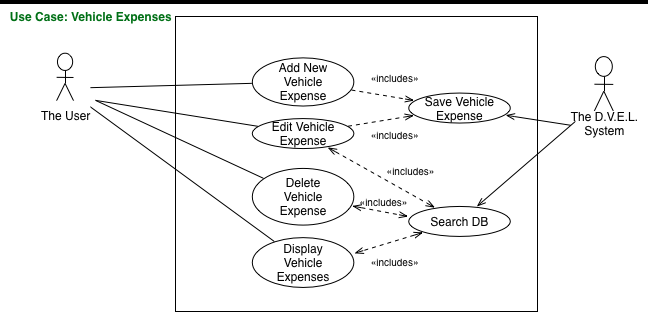 Use Case: Vehicle Expenses
Add New
Vehicle
Expense
«includes»
Save Vehicle
Expense
The User
The D.V.E.L.
System
Edit Vehicle
Expense
«includes»
«includes»
Delete
Vehicle
Expense
«includes»
Search DB
Display
Vehicle
Expenses
«includes»